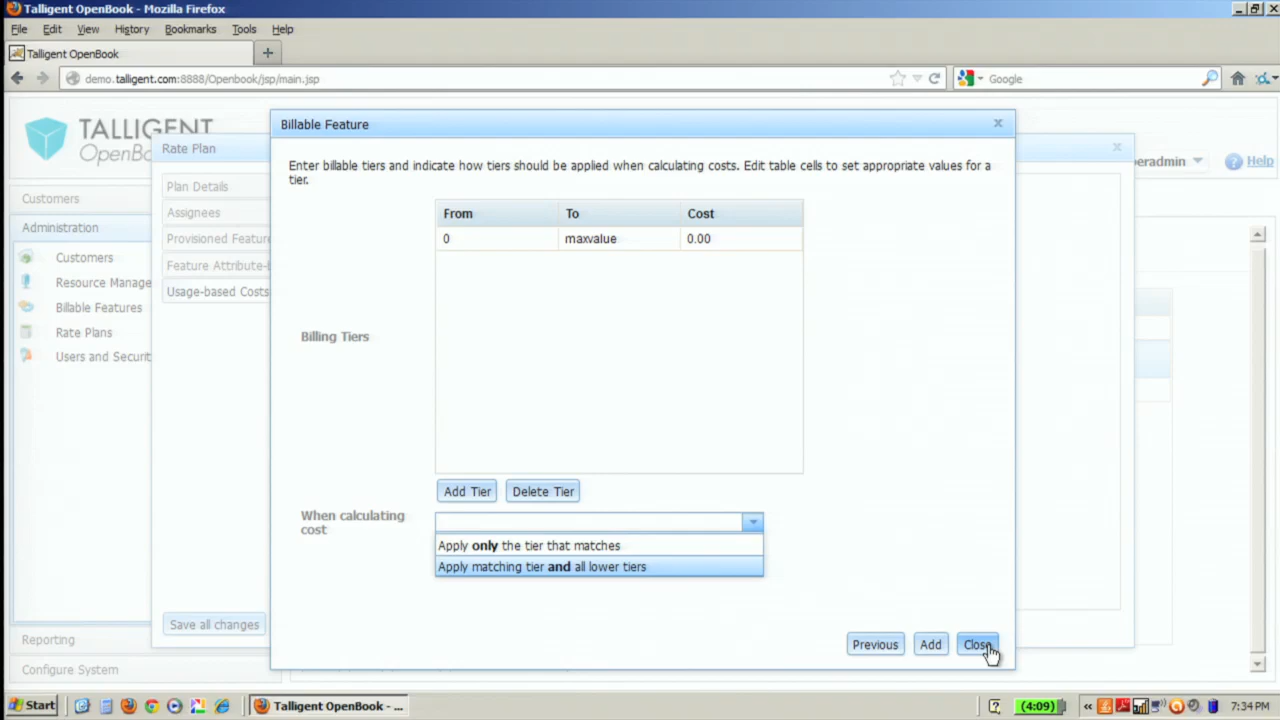 Talligent OpenBook - Mozilla Firefox
File Edit View History Bookmarks Tools Help
Talligent OpenBook
demo.talligent.com:8888/Openbook/jsp/main.jsp
Google
TALLIGENT
Rate Plan
Billable Feature
Help
Customers
Administration
Customers
Billable Features
Rate Plans
Reporting
Configure System
Plan Details
Assignees
Provisioned
Feature
Usage-based Costs
Save all changes
Enter billable tiers and indicate how tiers should be applied when calculating costs. Edit table cells to set appropriate values for a
tier.
From To Cost
0 maxvalue 0.00
Billing Tiers
Add Tier Delete Tier
When calculating
cost
Apply only the tier that matches
Apply matching tier and all lower tiers
Previous Add Close
Start
Talligent OpenBook - ...
(4:09)
7:34 PM